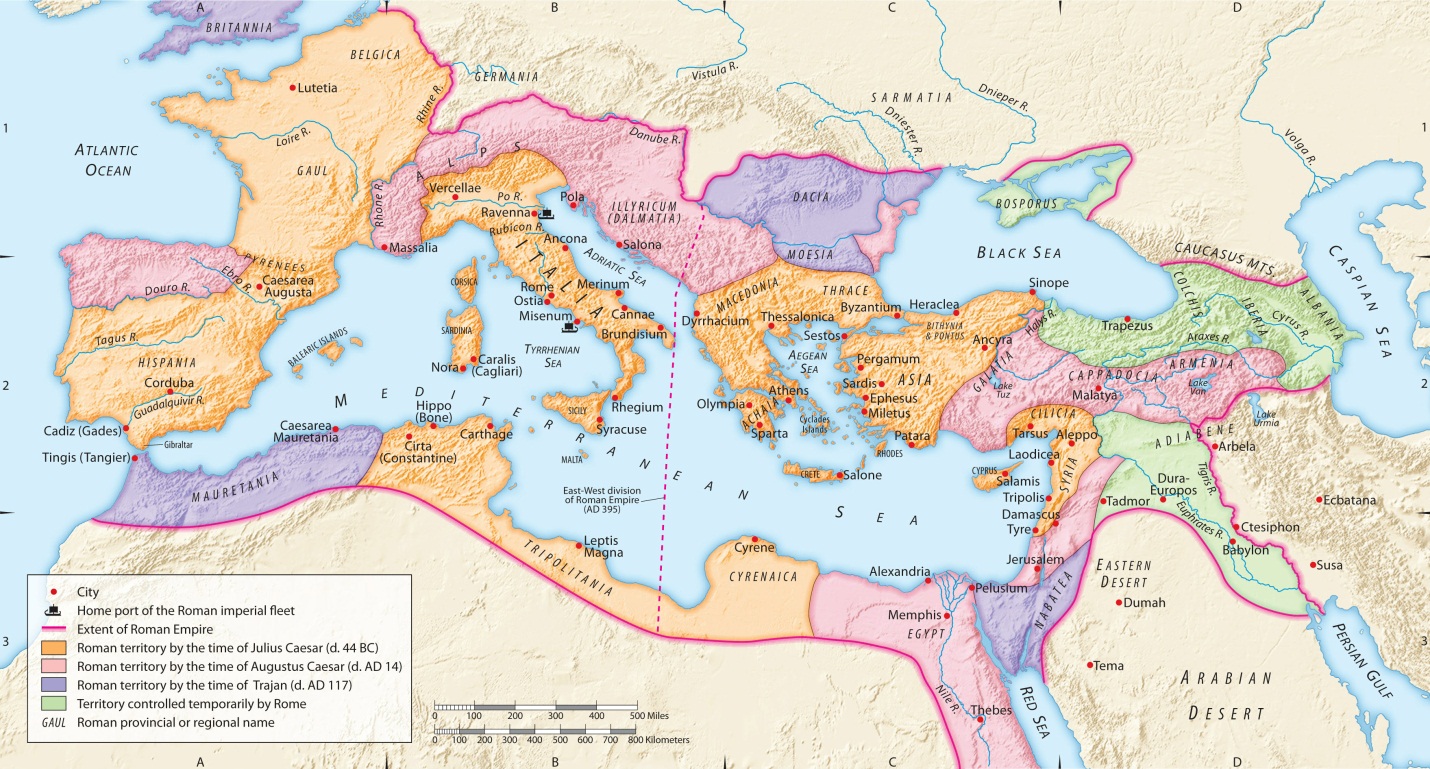 A
B
C
D
BRITANNIA
BELGICA
GERMANIA
Vistula R.
Lutetia
Rhine R.
SARMATIA
Dnieper R.
Dniester R.
1
1
Loire R.
Danube R.
Volga R.
ATLANTIC
OCEAN
GAUL
ALPS
Rhone R.
Vercellae
Po R.
Pola
Ravenna
Rubicon R.
ILLYRICUM
(DALMATIA)
DACIA
BOSPORUS
Massalia
Ancona
Salona
ADRIATIC SEA
MOESIA
BLACK SEA
CAUCASUS MTS.
CASPIAN SEA
PYRENEES
Ebro R.
Caesarea
Augusta
Douro R.
CORSICA
ITALIA
Rome
Ostia
Misenum
Merinum
Cannae
Brundisium
MACEDONIA
THRACE
Byzantium
Heraclea
Sinope
COLCHIS
IBERIA
ALBANIA
Cyrus R.
Araxes R.
Trapezus
Tagus R.
BALEARIC ISLANDS
SARDINIA
TYRRHENIAN
SEA
Dyrrhacium
Thessalonica
Sestos
BITHYNIA
& PONTUS
Halys R.
Ancyra
HISPANIA
Nora
Caralis
(Cagliari)
AEGEAN
SEA
Pergamum
ASIA
GALATIA
CAPPADOCIA
ARMENIA
Lake
Van
Lake
Tuz
Malatya
2
2
Corduba
Guadalquivir R.
Cadiz (Gades)
Gibraltar
Tingis (Tangier)
Caesarea
Mauretania
Hippo
(Bone)
Cirta
(Constantine)
Carthage
SICILY
Rhegium
Syracuse
MALTA
Olympia
Athens
ACHAIA
Sparta
Cyclades
Islands
Sardis
Ephesus
Miletus
Patara
RHODES
CRETE
Salone
CILICIA
Tarsus
Aleppo
Laodicea
CYPRUS
Salamis
SYRIA
Tripolis
Damascus
Tyre
ADIABENE
Arbela
Lake
Urmia
Tigris R.
Dura-
Europos
Tadmor
Euphrates R.
Ecbatana
Ctesiphon
Babylon
Susa
MAURETANIA
MEDITERRANEAN SEA
East-West division
of Roman Empire
(AD 395)
Leptis
Magna
TRIPOLITANIA
Cyrene
CYRENAICA
Alexandria
Pelusium
Jerusalem
NABATEA
EASTERN
DESERT
Dumah
Memphis
EGYPT
Tema
ARABIAN
DESERT
PERSIAN GULF
RED SEA
Nile R.
Thebes
3
3
City
Home port of the Roman imperial fleet
Extent of Roman Empire
Roman territory by the time of Julius Caesar (d. 44 BC)
Roman territory by the time of Augustus Caesar (d. AD 14)
Roman territory by the time of Trajan (d. AD 117)
Territory controlled temporarily by Rome
GAUL Roman provincial or regional name
0 100 200 300 400 500 Miles
0 100 200 300 400 500 600 700 800 Kilometers
A
B
C
D